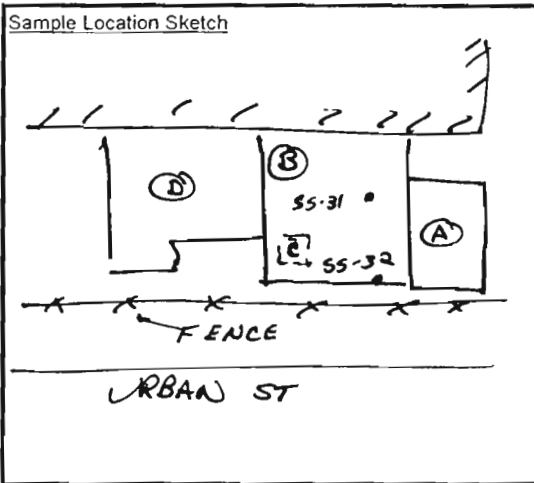 Sample Location Sketch
B
D
SS-31
A
C
SS-32
FENCE
URBAN ST